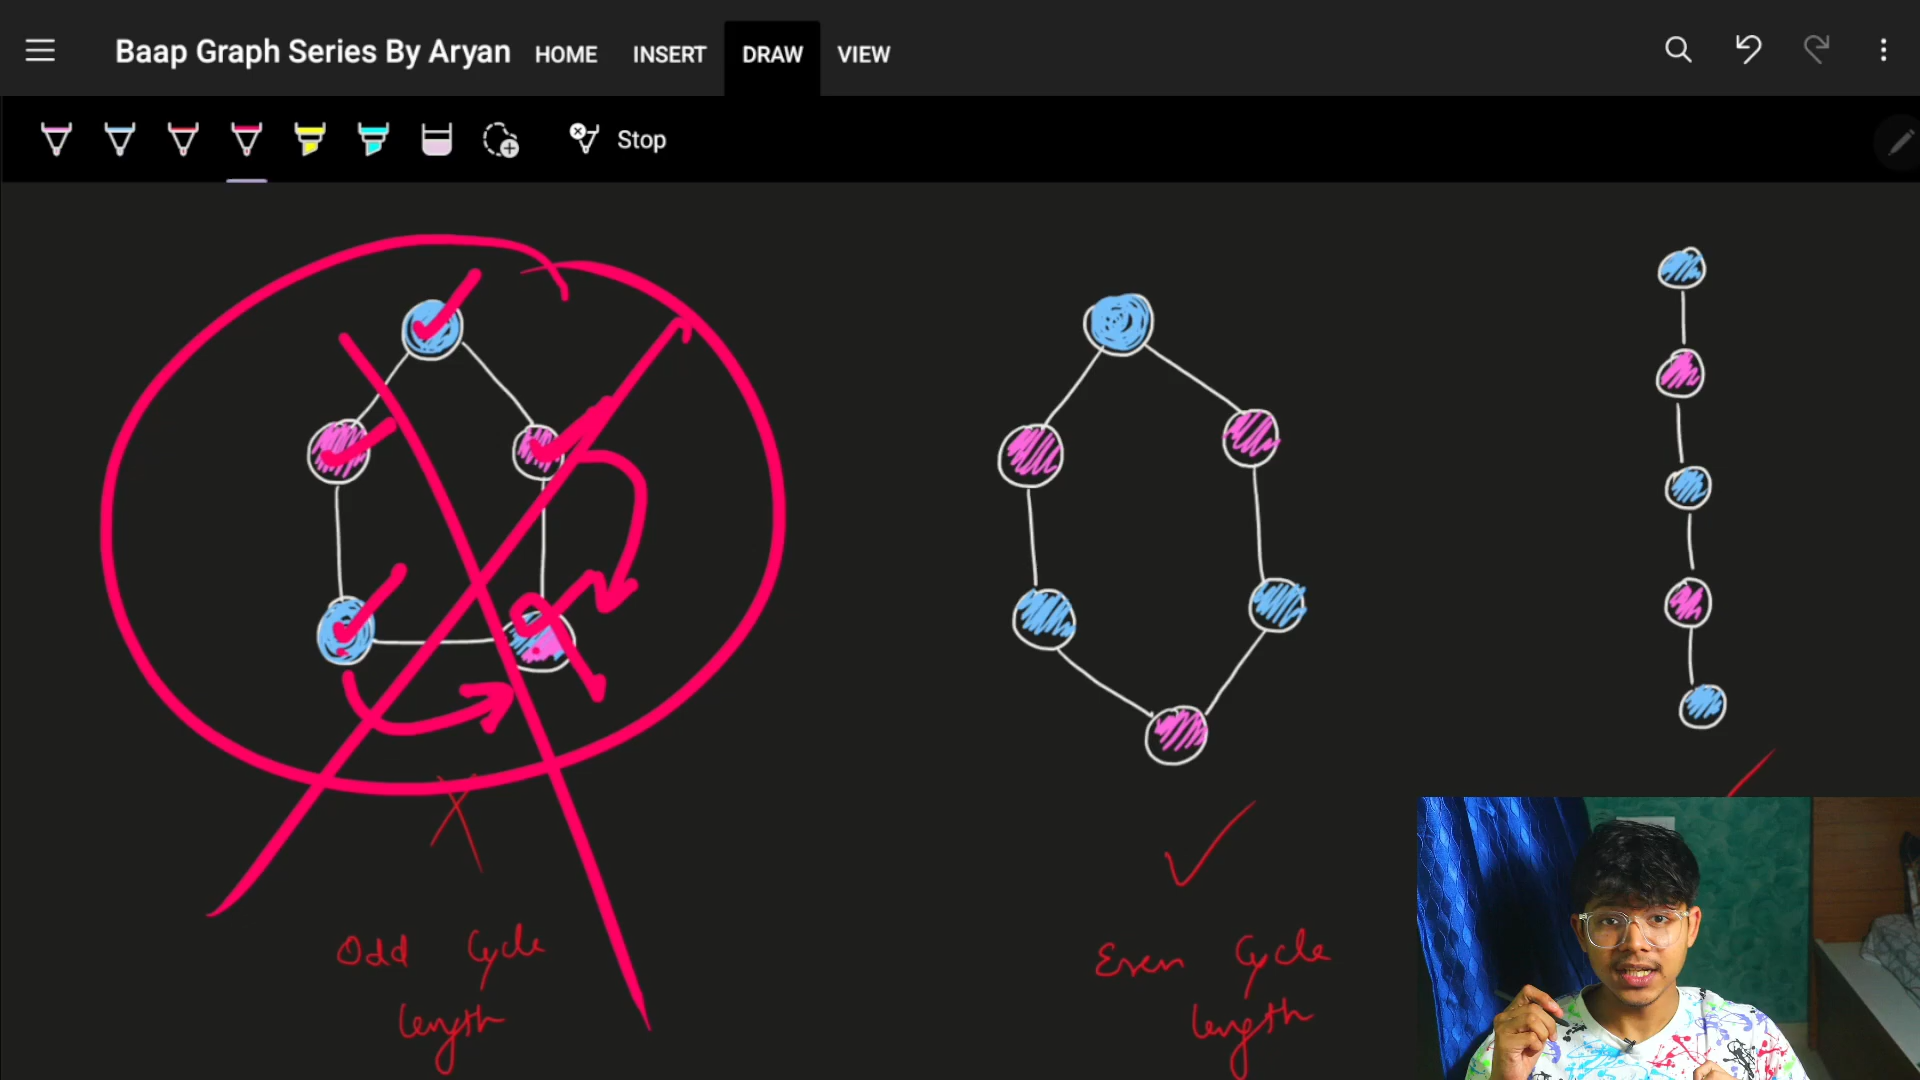 Baap Graph Series By Aryan HOME INSERT DRAW VIEW
Stop
Odd Cycle
length
Even Cycle
length